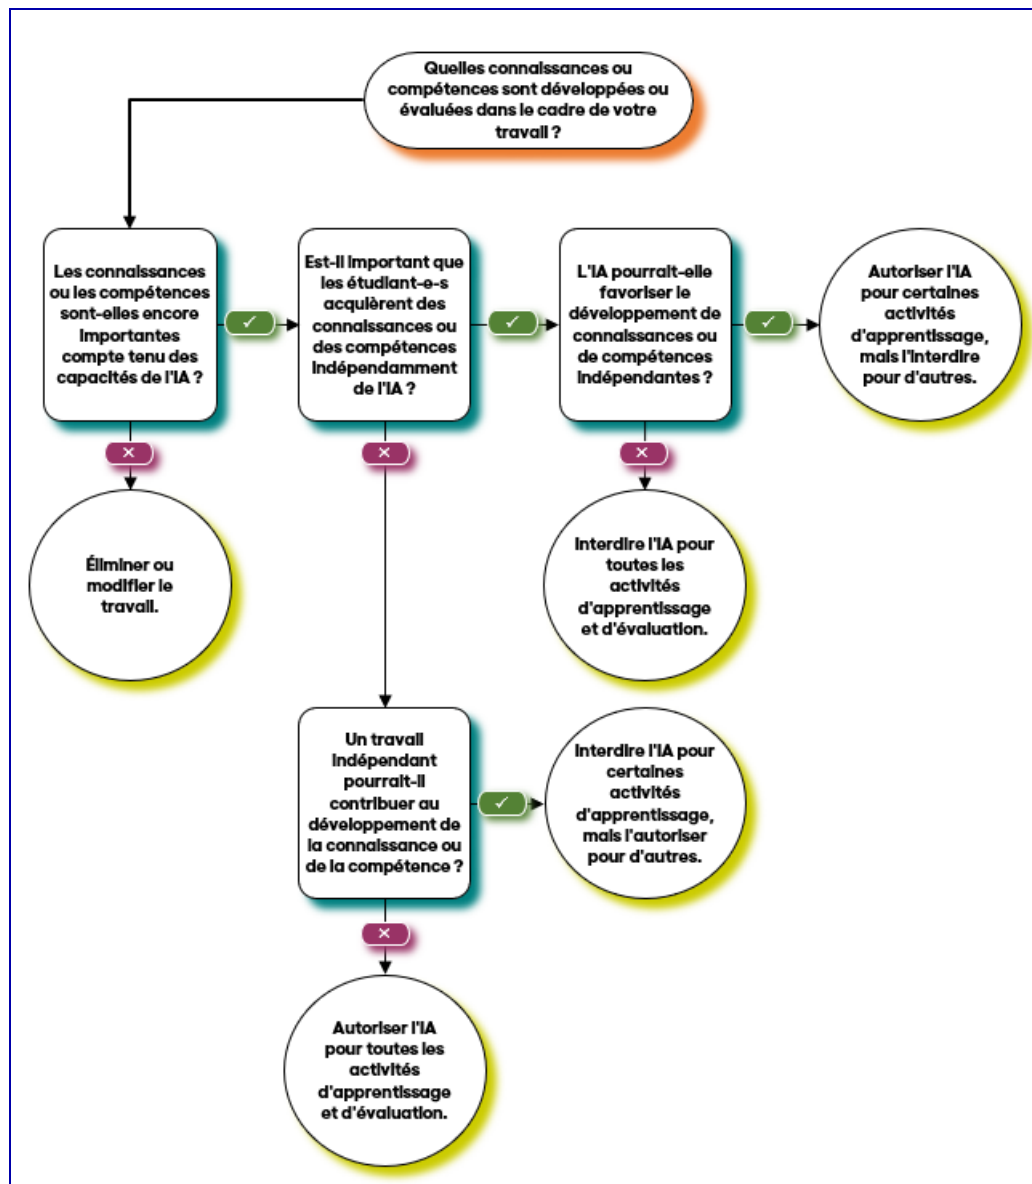 Quelles connaissances ou
compétences sont développées ou
évaluées dans le cadre de votre
travail ?
Les connaissances
ou les compétences
sont-elles encore
importantes
compte tenu des
capacités de l'IA ?
✓
Est-il important que
les étudiant-e-s
acquièrent des
connaissances ou
des compétences
indépendamment
de l'IA ?
✓
L'IA pourrait-elle
favoriser le
développement de
connaissances ou
de compétences
indépendantes ?
✓
Autoriser l'IA
pour certaines
activités
d'apprentissage,
mais l'interdire
pour d'autres.
✕
✕
✕
Éliminer ou
modifier le
travail.
Interdire l'IA pour
toutes les
activités
d'apprentissage
et d'évaluation.
Un travail
indépendant
pourrait-il
contribuer au
développement de
la connaissance ou
de la compétence ?
✓
Interdire l'IA pour
certaines
activités
d'apprentissage,
mais l'autoriser
pour d'autres.
✕
Autoriser l'IA
pour toutes les
activités
d'apprentissage
et d'évaluation.